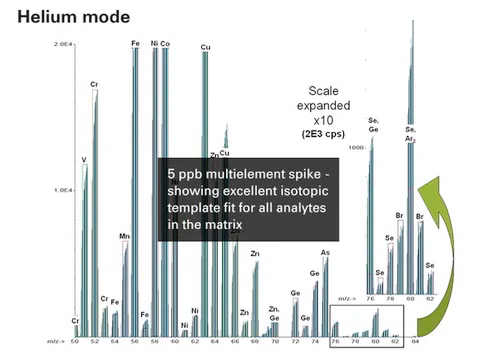 Helium mode
2.0E4
Fe
Ni
Co
Cu
Cr
Scale
expanded
x10
(2E3 cps)
Se,
Ge
Se,
Ar2
1000
V
Zn
Cu
5 ppb multielement spike -
showing excellent isotopic
template fit for all analytes
in the matrix
1.0E4
Mn
Zn
Zn
As
Br
Br
Se
Se
Se
Cr
Cr
Fe
Fe
Ni
Ni
Zn
Zn,
Ge
Ge
Ge
Ge
m/z-> 76 78 80 82
m/z-> 50 52 54 56 58 60 62 64 66 68 70 72 74 76 78 80 82 84